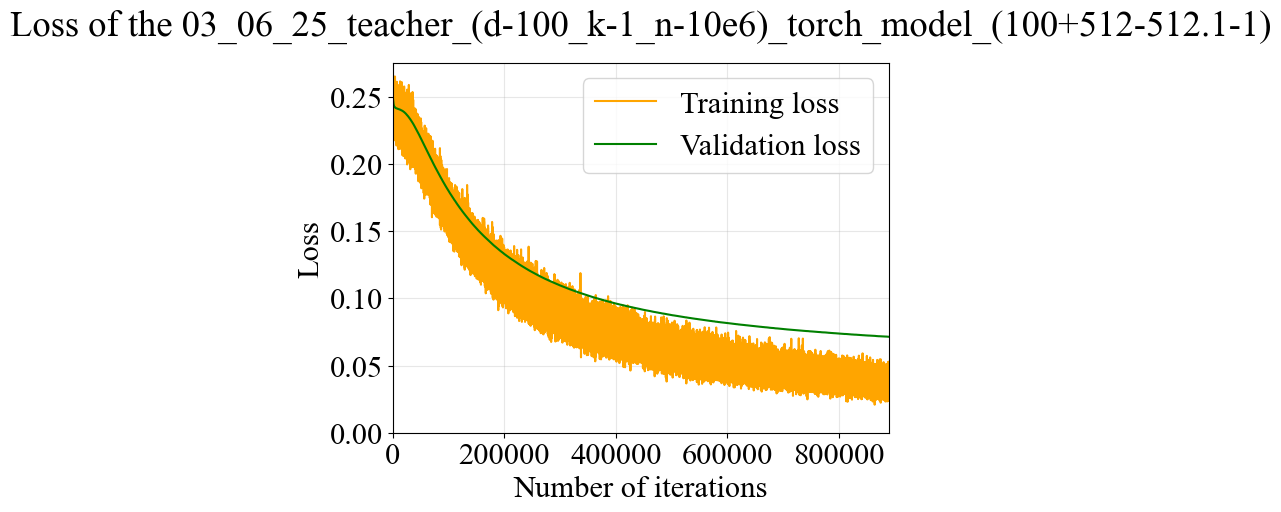 Loss of the 03_06_25_teacher_(d-100_k-1_n-10e6)_torch_model_(100+512-512.1-1)
Training loss
Validation loss
0.25
0.20
0.15
0.10
0.05
0.00
Loss
0 200000 400000 600000 800000
Number of iterations